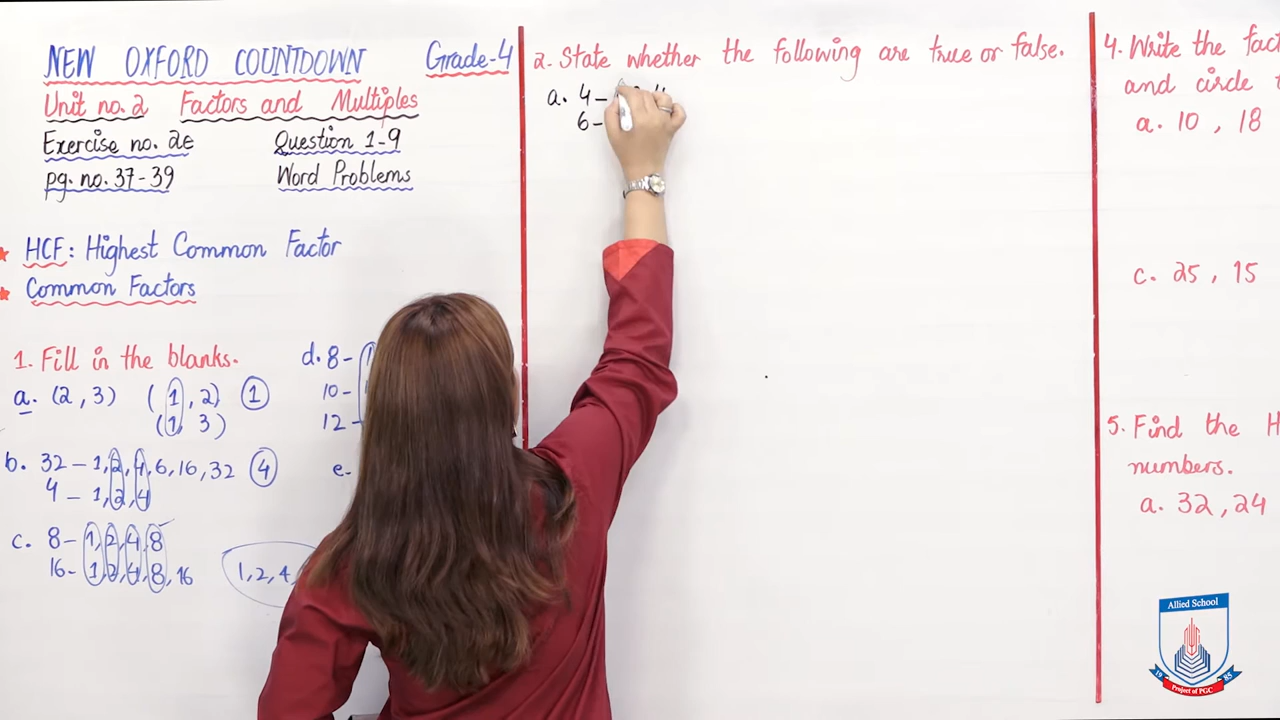 NEW OXFORD COUNTDOWN Grade-4
Unit no. 2 Factors and Multiples
Exercise no. 2e Question 1-9
pg. no. 37-39 Word Problems
HCF: Highest Common Factor
Common Factors
1. Fill in the blanks.
a. (2, 3) (1, 2) 1
(1, 3)
b. 32 - 1, 2, 4, 6, 16, 32 4
4 - 1, 2, 4
c. 8 - 1, 2, 4, 8
16 - 1, 2, 4, 8, 16 1, 2, 4,
d. 8 -
10 -
12 -
e.
2. State whether the following are true or false.
a. 4 -
6 -
4. Write the
and circle
a. 10 , 18
c. 25 , 15
5. Find the
numbers.
a. 32 , 24
Allied School
19 85
Project of PGC